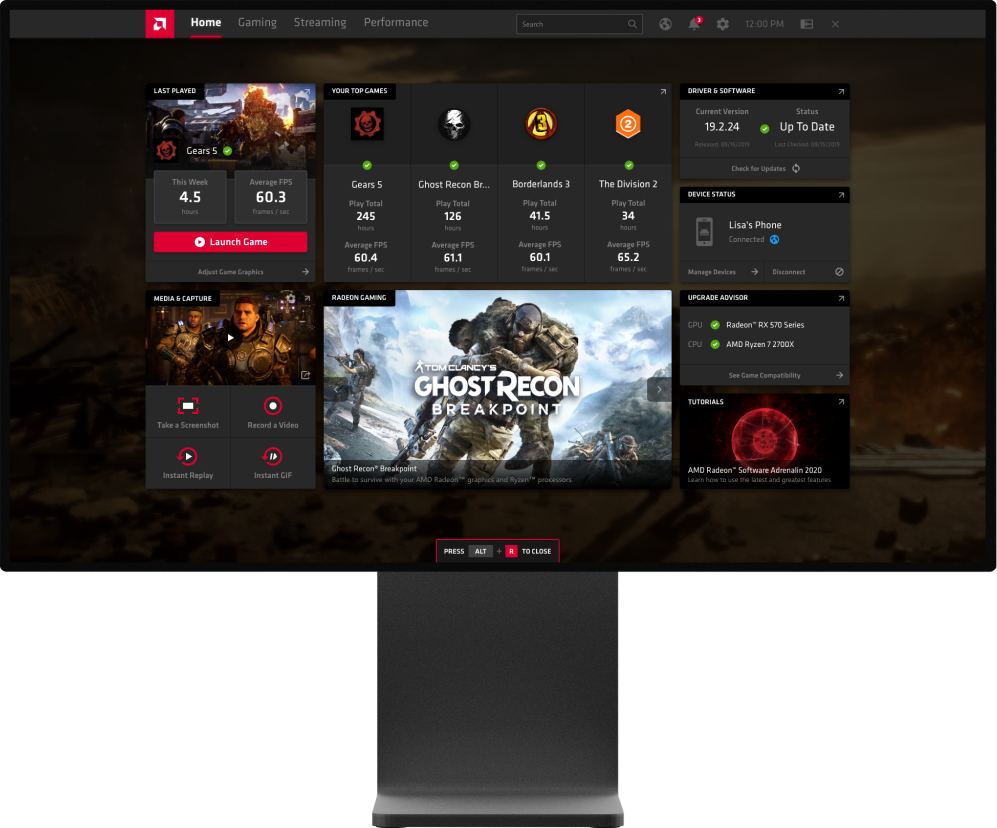 Home Gaming Streaming Performance
Search
3
12:00 PM
LAST PLAYED
Gears 5
This Week
4.5
hours
Average FPS
60.3
frames / sec
Launch Game
Adjust Game Graphics
YOUR TOP GAMES
3
2
Gears 5
Play Total
245
hours
Average FPS
60.4
frames / sec
Ghost Recon Br...
Play Total
126
hours
Average FPS
61.1
frames / sec
Borderlands 3
Play Total
41.5
hours
Average FPS
60.1
frames / sec
The Division 2
Play Total
34
hours
Average FPS
65.2
frames / sec
DRIVER & SOFTWARE
Current Version
19.2.24
Released: 09/15/2019
Status
Up To Date
Last Checked: 09/15/2019
Check for Updates
DEVICE STATUS
Lisa's Phone
Connected
Manage Devices
Disconnect
MEDIA & CAPTURE
Take a Screenshot
Record a Video
Instant Replay
Instant GIF
RADEON GAMING
TOM CLANCY'S
GHOST RECON
BREAKPOINT
Ghost Recon® Breakpoint
Battle to survive with your AMD Radeon™ graphics and Ryzen™ processors.
UPGRADE ADVISOR
GPU Radeon™ RX 570 Series
CPU AMD Ryzen 7 2700X
See Game Compatibility
TUTORIALS
AMD Radeon™ Software Adrenalin 2020
Learn how to use the latest and greatest features
PRESS ALT + R TO CLOSE